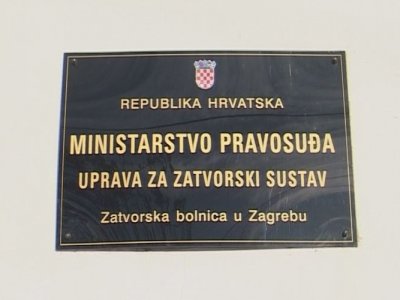 REPUBLIKA HRVATSKA
MINISTARSTVO PRAVOSUĐA
UPRAVA ZA ZATVORSKI SUSTAV
Zatvorska bolnica u Zagrebu